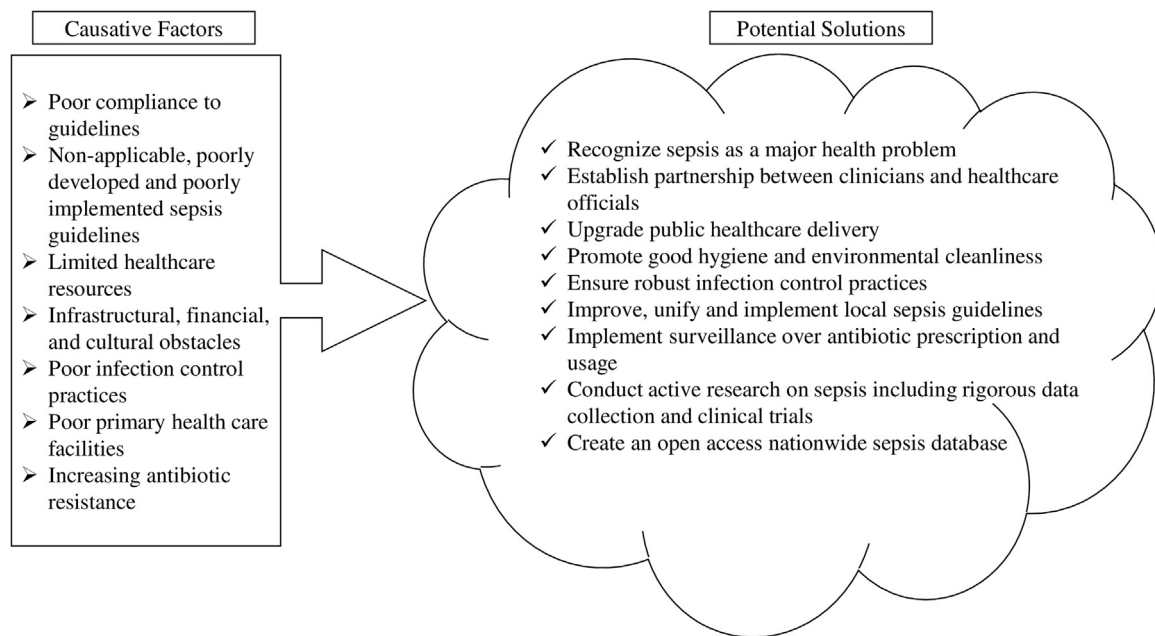 Causative Factors
➢ Poor compliance to
guidelines
➢ Non-applicable, poorly
developed and poorly
implemented sepsis
guidelines
➢ Limited healthcare
resources
➢ Infrastructural, financial,
and cultural obstacles
➢ Poor infection control
practices
➢ Poor primary health care
facilities
➢ Increasing antibiotic
resistance
Potential Solutions
✓ Recognize sepsis as a major health problem
✓ Establish partnership between clinicians and healthcare
officials
✓ Upgrade public healthcare delivery
✓ Promote good hygiene and environmental cleanliness
✓ Ensure robust infection control practices
✓ Improve, unify and implement local sepsis guidelines
✓ Implement surveillance over antibiotic prescription and
usage
✓ Conduct active research on sepsis including rigorous data
collection and clinical trials
✓ Create an open access nationwide sepsis database